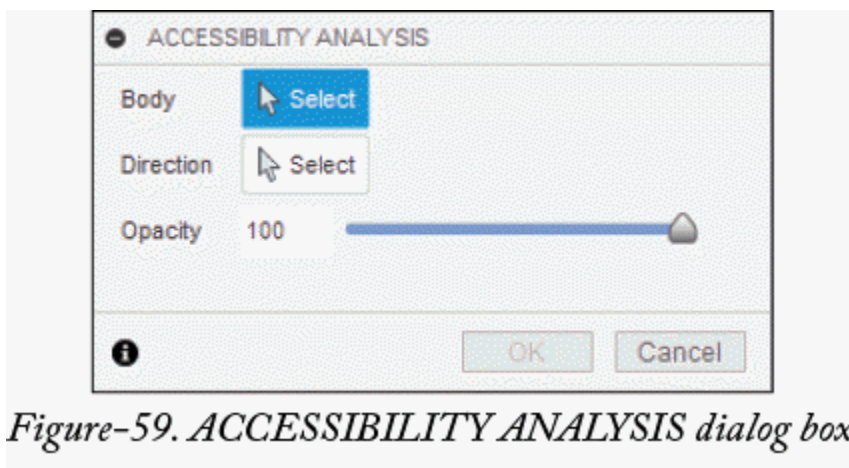 ACCESSIBILITY ANALYSIS
Body Select
Direction Select
Opacity 100
OK Cancel
Figure-59. ACCESSIBILITY ANALYSIS dialog box